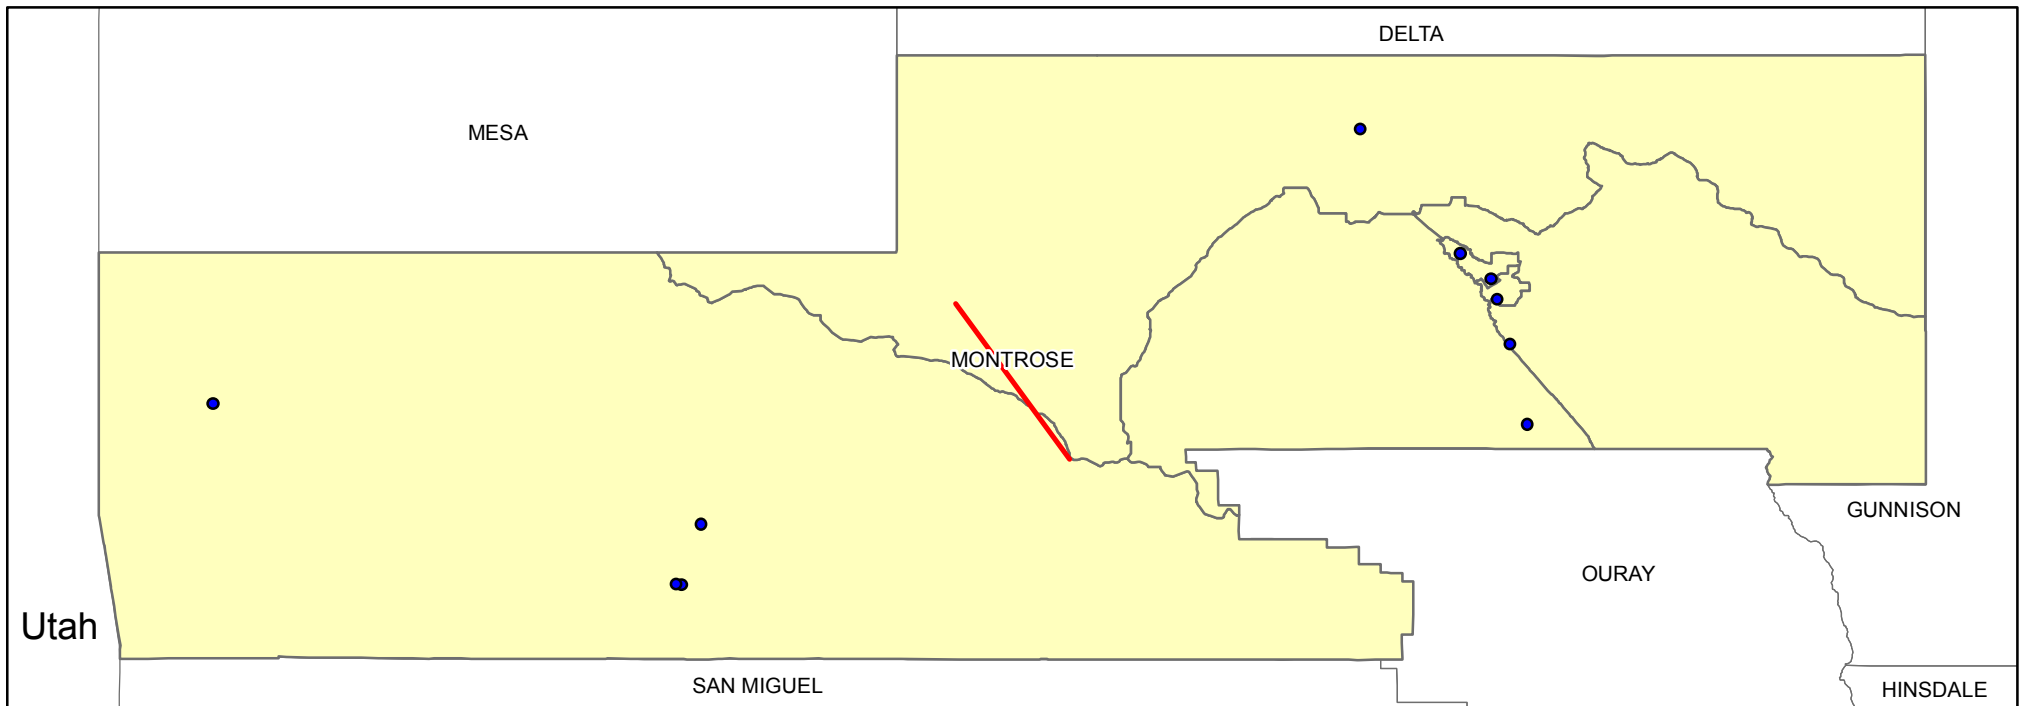 DELTA
MESA
MONTROSE
GUNNISON
OURAY
Utah
SAN MIGUEL
HINSDALE